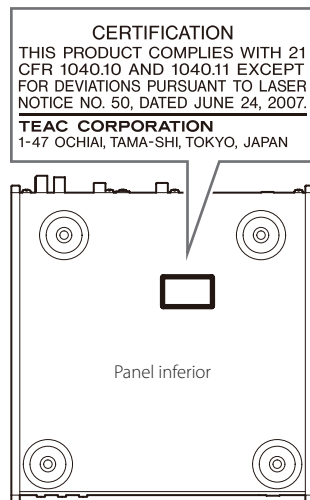 CERTIFICATION
THIS PRODUCT COMPLIES WITH 21
CFR 1040.10 AND 1040.11 EXCEPT
FOR DEVIATIONS PURSUANT TO LASER
NOTICE NO. 50, DATED JUNE 24, 2007.
TEAC CORPORATION
1-47 OCHIAI, TAMA-SHI, TOKYO, JAPAN
Panel inferior